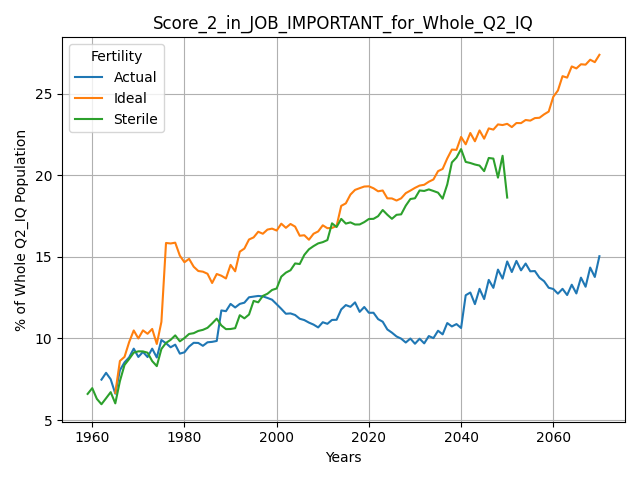 Score_2_in_JOB_IMPORTANT_for_Whole_Q2_IQ
Fertility
Actual
Ideal
Sterile
% of Whole Q2_IQ Population
25
20
15
10
5
1960 1980 2000 2020 2040 2060
Years